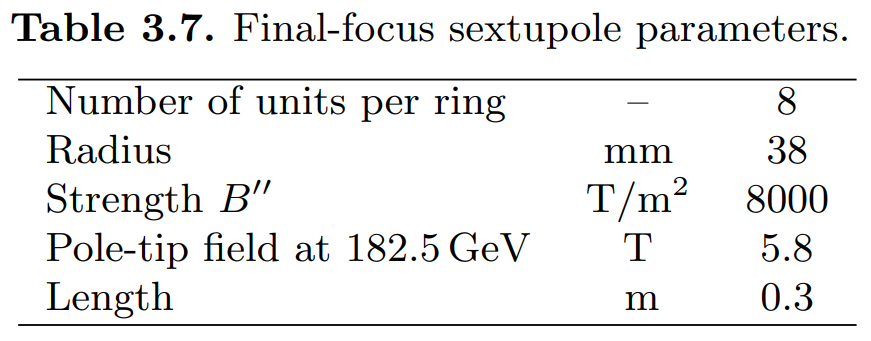 Table 3.7. Final-focus sextupole parameters.
Number of units per ring – 8
Radius mm 38
Strength B″ T/m² 8000
Pole-tip field at 182.5 GeV T 5.8
Length m 0.3